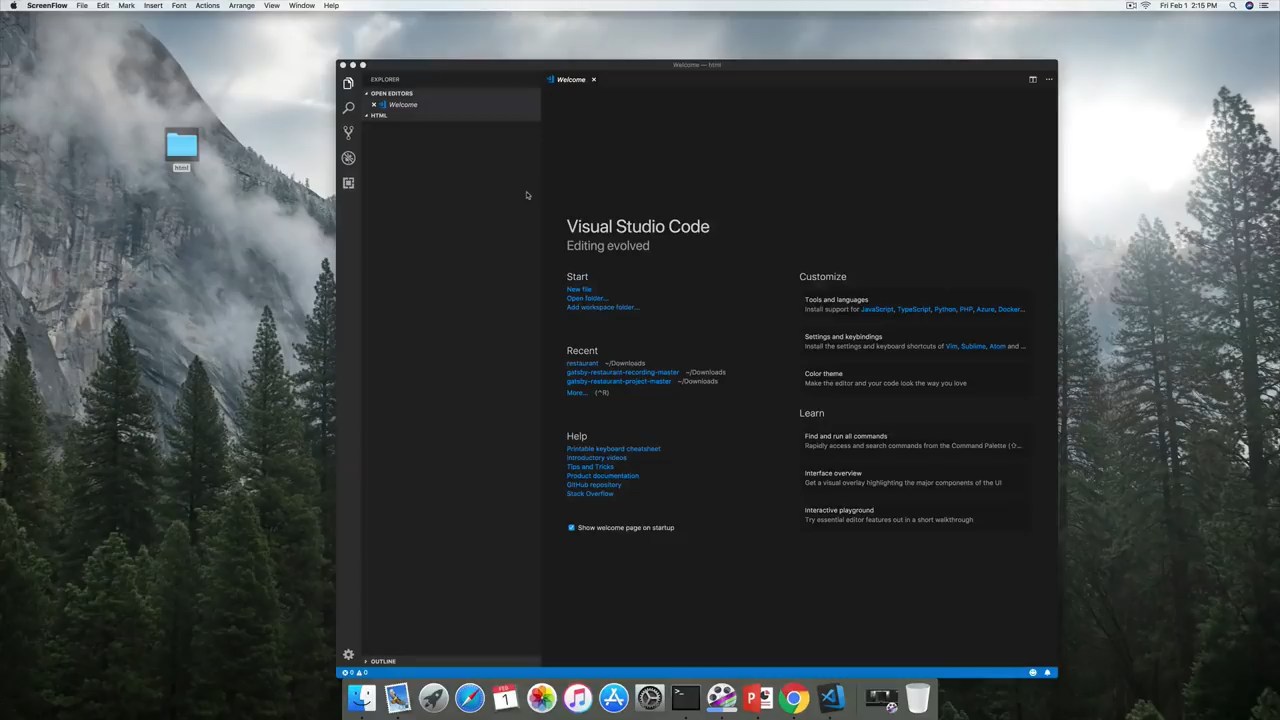 ScreenFlow File Edit Mark Insert Font Actions Arrange View Window Help
Fri Feb 1 2:15 PM
html
Welcome — html
EXPLORER
OPEN EDITORS
Welcome
HTML
OUTLINE
Welcome
Visual Studio Code
Editing evolved
Start
New file
Open folder...
Add workspace folder...
Recent
restaurant ~/Downloads
gatsby-restaurant-recording-master ~/Downloads
gatsby-restaurant-project-master ~/Downloads
More... (^R)
Help
Printable keyboard cheatsheet
Introductory videos
Tips and Tricks
Product documentation
GitHub repository
Stack Overflow
Show welcome page on startup
Customize
Tools and languages
Install support for JavaScript, TypeScript, Python, PHP, Azure, Docker...
Settings and keybindings
Install the settings and keyboard shortcuts of Vim, Sublime, Atom and ...
Color theme
Make the editor and your code look the way you love
Learn
Find and run all commands
Rapidly access and search commands from the Command Palette (⇧...
Interface overview
Get a visual overlay highlighting the major components of the UI
Interactive playground
Try essential editor features out in a short walkthrough
0 0
FEB
1